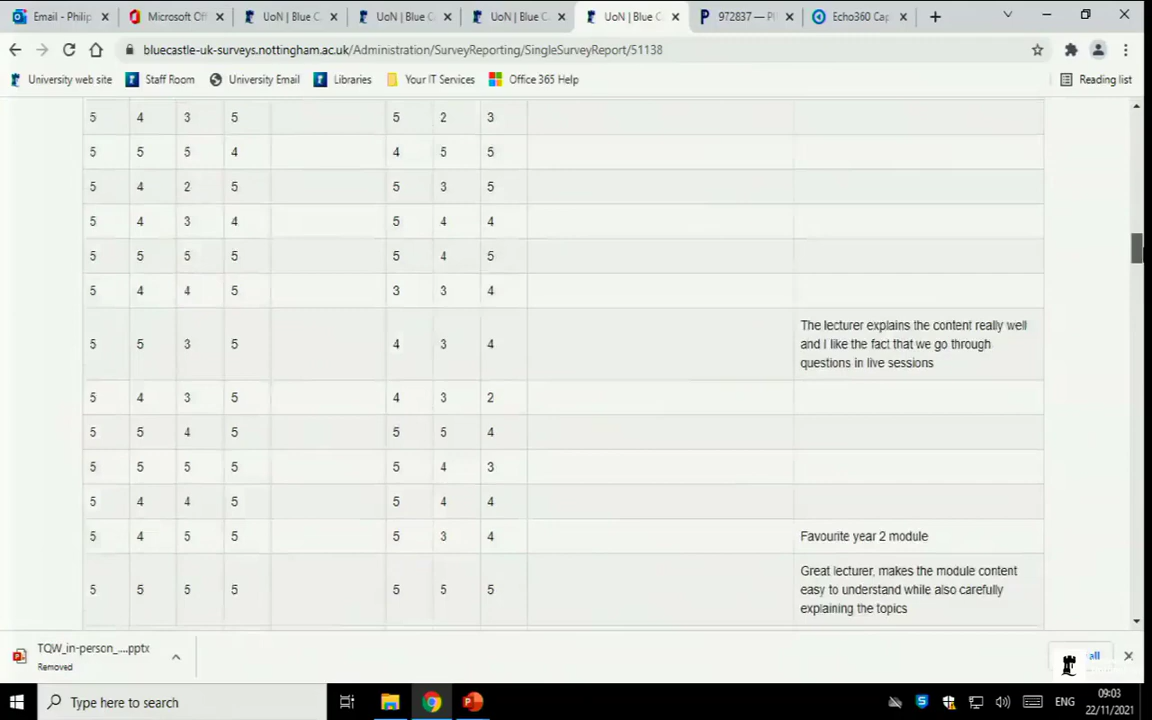 Email - Philip
Microsoft Off
UoN | Blue C
UoN | Blue C
UoN | Blue C
UoN | Blue C
972837 — P
Echo360 Cap
bluecastle-uk-surveys.nottingham.ac.uk/Administration/SurveyReporting/SingleSurveyReport/51138
University web site
Staff Room
University Email
Libraries
Your IT Services
Office 365 Help
Reading list
5 4 3 5 5 2 3
5 5 5 4 4 5 5
5 4 2 5 5 3 5
5 4 3 4 5 4 4
5 5 5 5 5 4 5
5 4 4 5 3 3 4
The lecturer explains the content really well
5 5 3 5 4 3 4 and I like the fact that we go through
questions in live sessions
5 4 3 5 4 3 2
5 5 4 5 5 5 4
5 5 5 5 5 4 3
5 4 4 5 5 4 4
5 4 5 5 5 3 4 Favourite year 2 module
Great lecturer, makes the module content
5 5 5 5 5 5 5 easy to understand while also carefully
explaining the topics
TQW_in-person_....pptx
Removed
all
Type here to search
ENG
09:03
22/11/2021